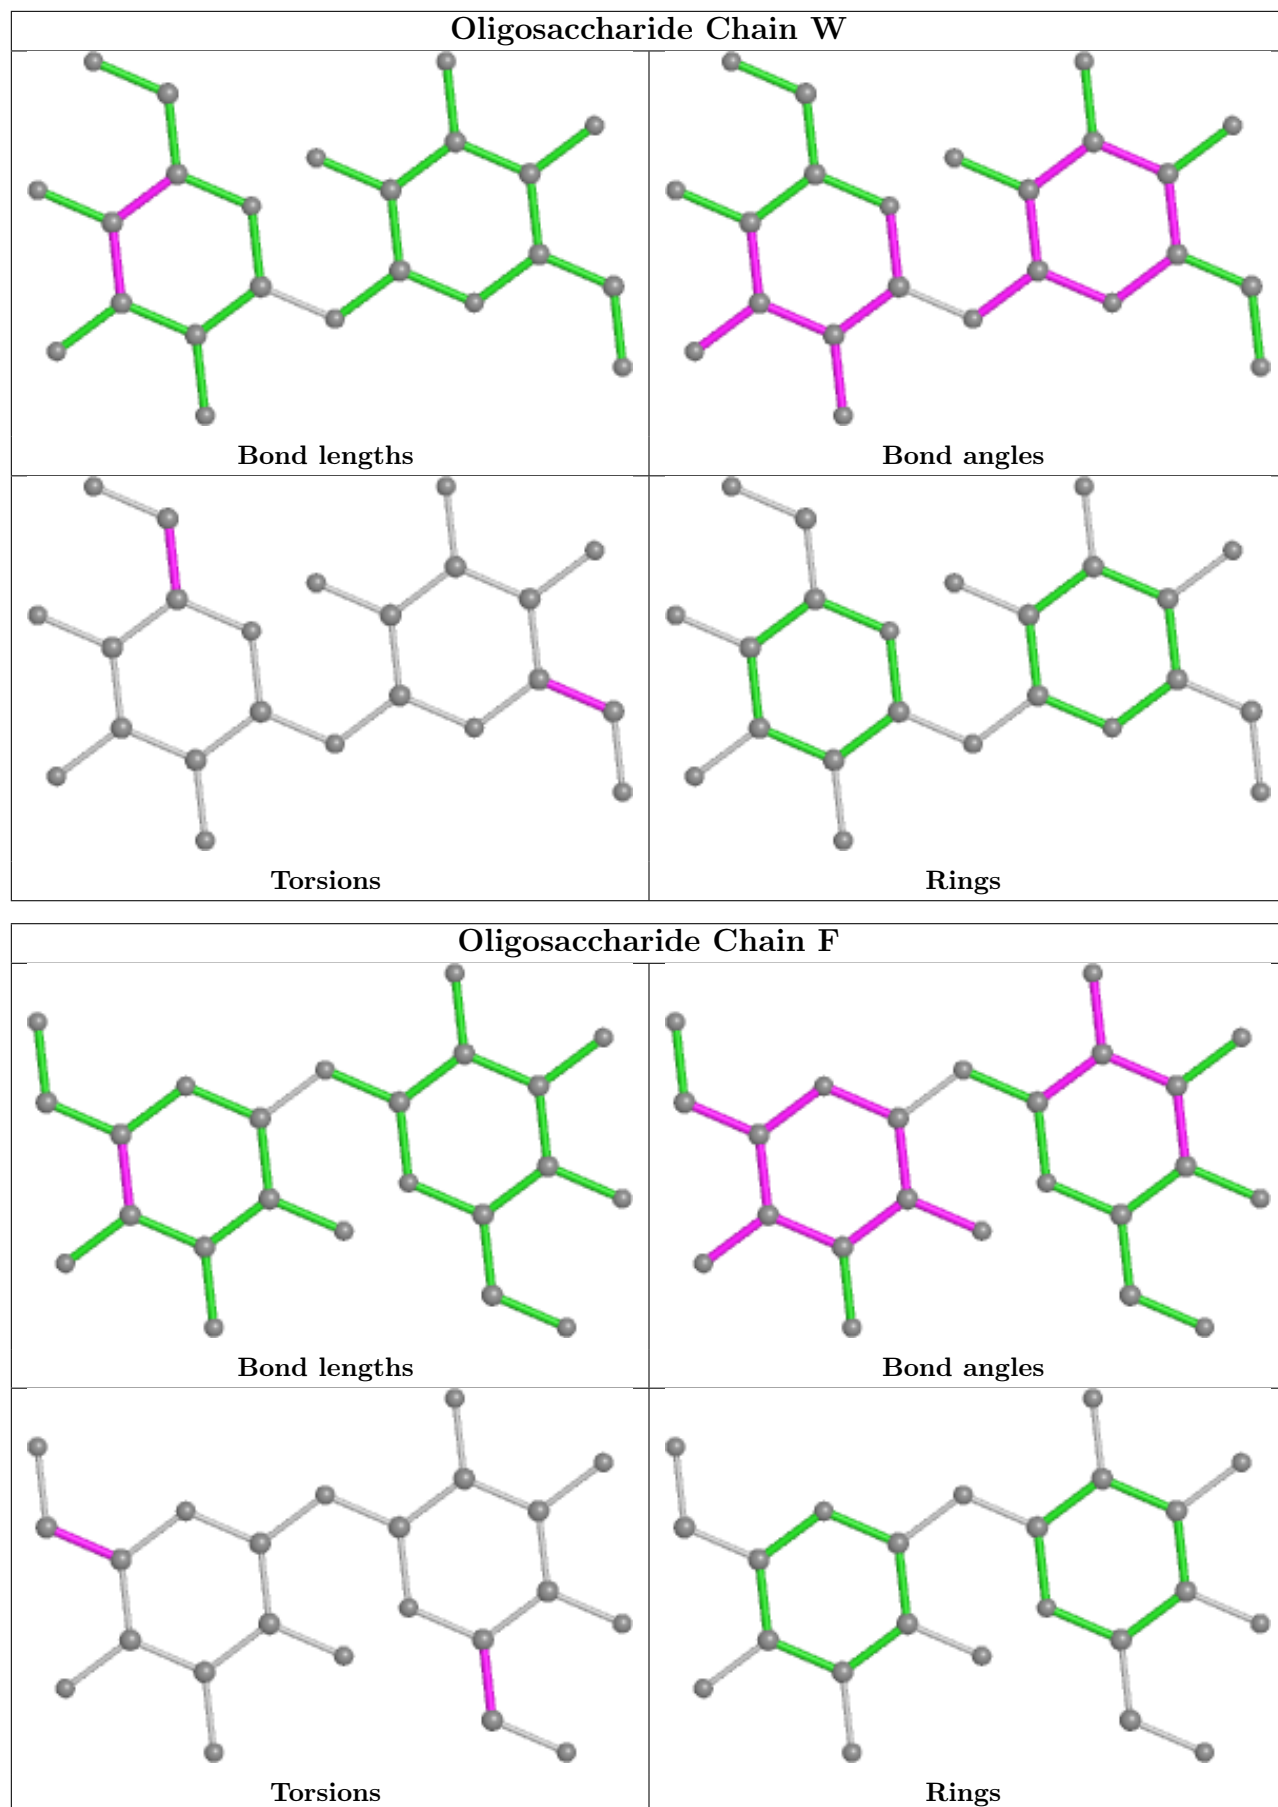 Oligosaccharide Chain W
Bond lengths
Bond angles
Torsions
Rings
Oligosaccharide Chain F
Bond lengths
Bond angles
Torsions
Rings